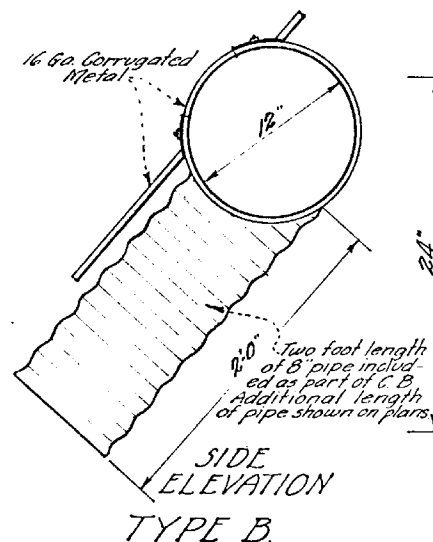 16 Ga. Corrugated
Metal
12"
24"
2'-0"
Two foot length
of 8" pipe includ-
ed as part of C.B
Additional length
of pipe shown on plans
SIDE
ELEVATION
TYPE B.